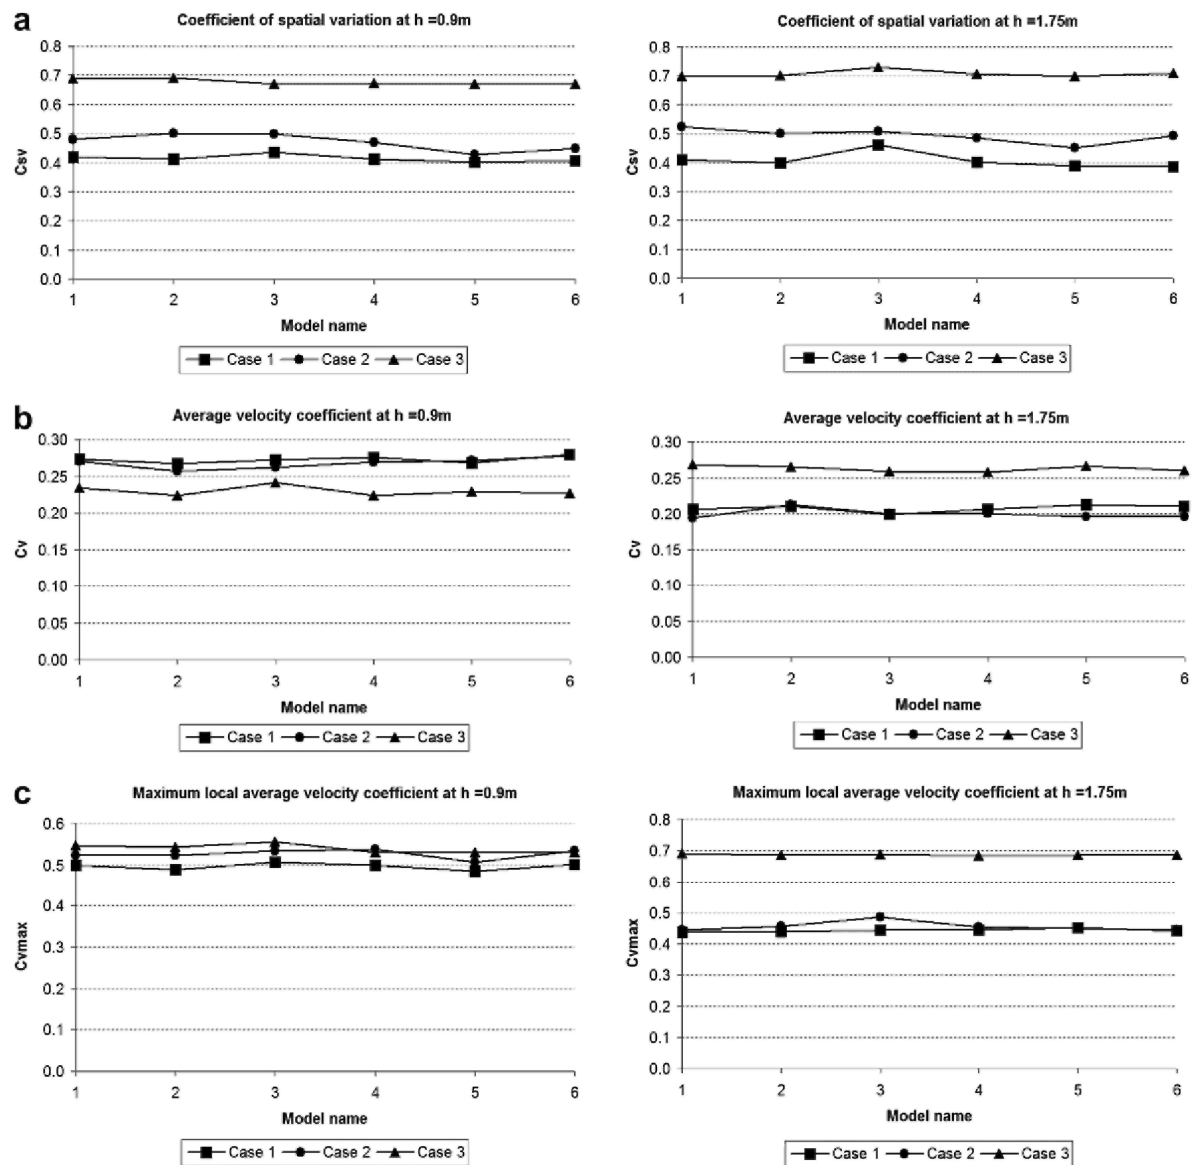 a
Coefficient of spatial variation at h =0.9m
0.8
0.7
0.6
0.5
0.4
0.3
0.2
0.1
0.0
Csv
1 2 3 4 5 6
Model name
Case 1 Case 2 Case 3
Coefficient of spatial variation at h =1.75m
0.8
0.7
0.6
0.5
0.4
0.3
0.2
0.1
0.0
Csv
1 2 3 4 5 6
Model name
Case 1 Case 2 Case 3
b
Average velocity coefficient at h =0.9m
0.30
0.25
0.20
0.15
0.10
0.05
0.00
Cv
1 2 3 4 5 6
Model name
Case 1 Case 2 Case 3
Average velocity coefficient at h =1.75m
0.30
0.25
0.20
0.15
0.10
0.05
0.00
Cv
1 2 3 4 5 6
Model name
Case 1 Case 2 Case 3
c
Maximum local average velocity coefficient at h =0.9m
0.6
0.5
0.4
0.3
0.2
0.1
0.0
Cvmax
1 2 3 4 5 6
Model name
Case 1 Case 2 Case 3
Maximum local average velocity coefficient at h =1.75m
0.8
0.7
0.6
0.5
0.4
0.3
0.2
0.1
0.0
Cvmax
1 2 3 4 5 6
Model name
Case 1 Case 2 Case 3